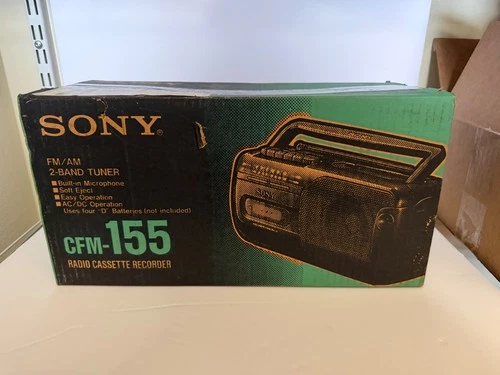 SONY
FM/AM
2-BAND TUNER
■ Built-in Microphone
■ Soft Eject
■ Easy Operation
■ AC/DC Operation
Uses four "D" Batteries (not included)
CFM-155
RADIO CASSETTE RECORDER
SONY